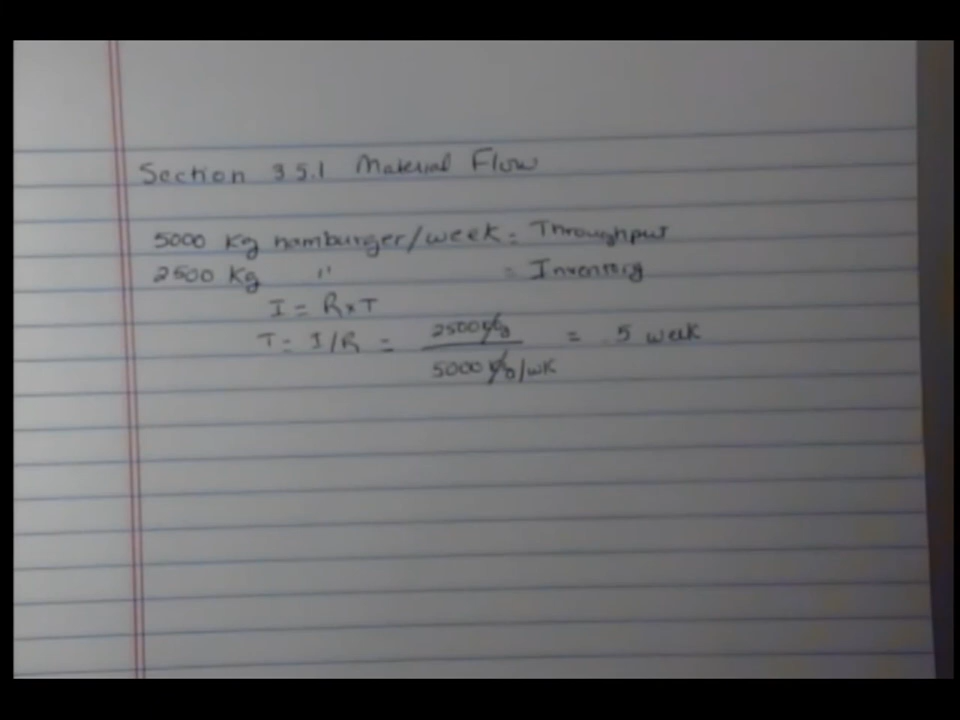 Section 3 5.1 Material Flow
5000 Kg hamburger/week = Throughput
2500 Kg " = Inventory
I = R x T
T = I/R = 2500 Kg / 5000 Kg/wK = .5 week